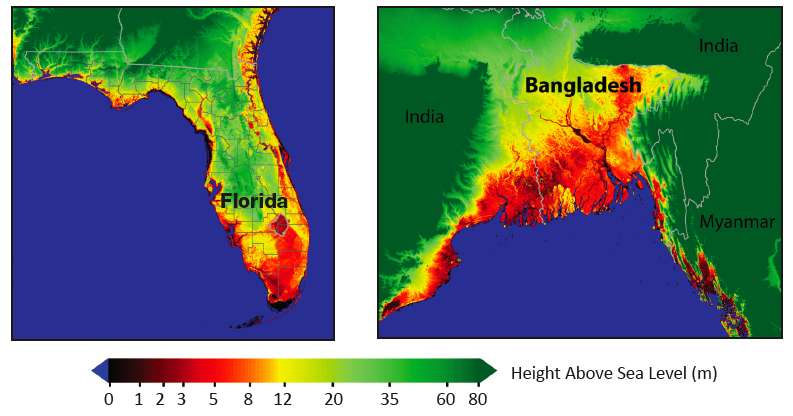 Florida
India
Bangladesh
India
Myanmar
Height Above Sea Level (m)
0 1 2 3 5 8 12 20 35 60 80